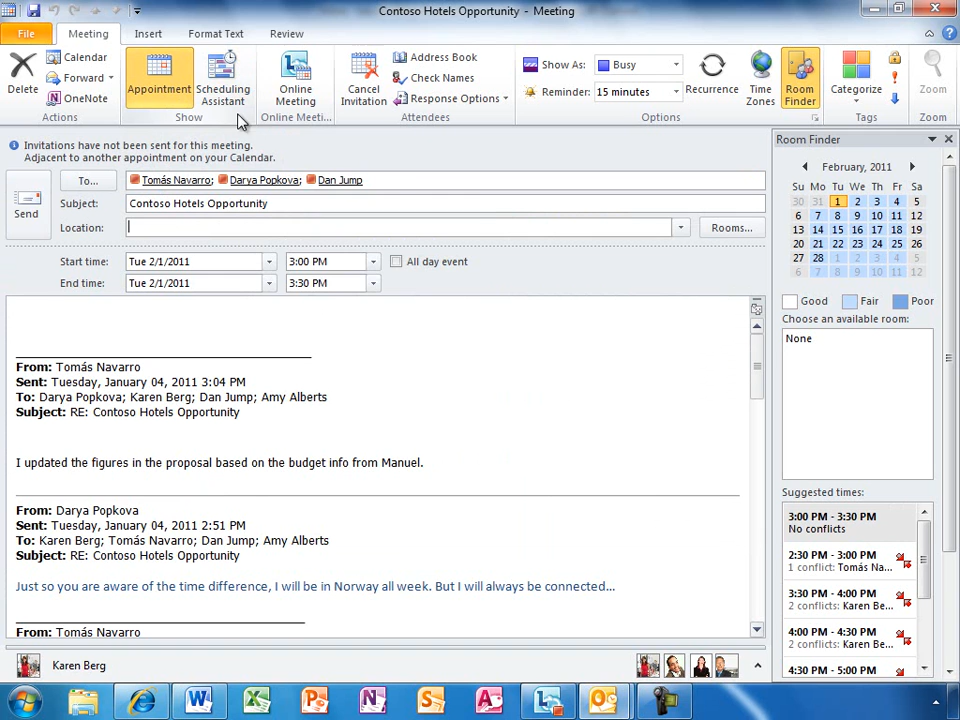 Contoso Hotels Opportunity - Meeting
File Meeting Insert Format Text Review
Delete
Calendar
Forward
OneNote
Actions
Appointment
Scheduling Assistant
Show
Online Meeting
Online Meeti...
Cancel Invitation
Address Book
Check Names
Response Options
Attendees
Show As: Busy
Reminder: 15 minutes
Recurrence
Time Zones
Room Finder
Options
Categorize
Tags
Zoom
Zoom
Invitations have not been sent for this meeting.
Adjacent to another appointment on your Calendar.
Send
To... Tomás Navarro; Darya Popkova; Dan Jump
Subject: Contoso Hotels Opportunity
Location: Rooms...
Start time: Tue 2/1/2011 3:00 PM All day event
End time: Tue 2/1/2011 3:30 PM
From: Tomás Navarro
Sent: Tuesday, January 04, 2011 3:04 PM
To: Darya Popkova; Karen Berg; Dan Jump; Amy Alberts
Subject: RE: Contoso Hotels Opportunity
I updated the figures in the proposal based on the budget info from Manuel.
From: Darya Popkova
Sent: Tuesday, January 04, 2011 2:51 PM
To: Karen Berg; Tomás Navarro; Dan Jump; Amy Alberts
Subject: RE: Contoso Hotels Opportunity
Just so you are aware of the time difference, I will be in Norway all week. But I will always be connected...
From: Tomás Navarro
Karen Berg
Room Finder
February, 2011
Su Mo Tu We Th Fr Sa
30 31 1 2 3 4 5
6 7 8 9 10 11 12
13 14 15 16 17 18 19
20 21 22 23 24 25 26
27 28 1 2 3 4 5
6 7 8 9 10 11 12
Good Fair Poor
Choose an available room:
None
Suggested times:
3:00 PM - 3:30 PM
No conflicts
2:30 PM - 3:00 PM
1 conflict: Tomás Na...
3:30 PM - 4:00 PM
2 conflicts: Karen Be...
4:00 PM - 4:30 PM
2 conflicts: Karen Be...
4:30 PM - 5:00 PM